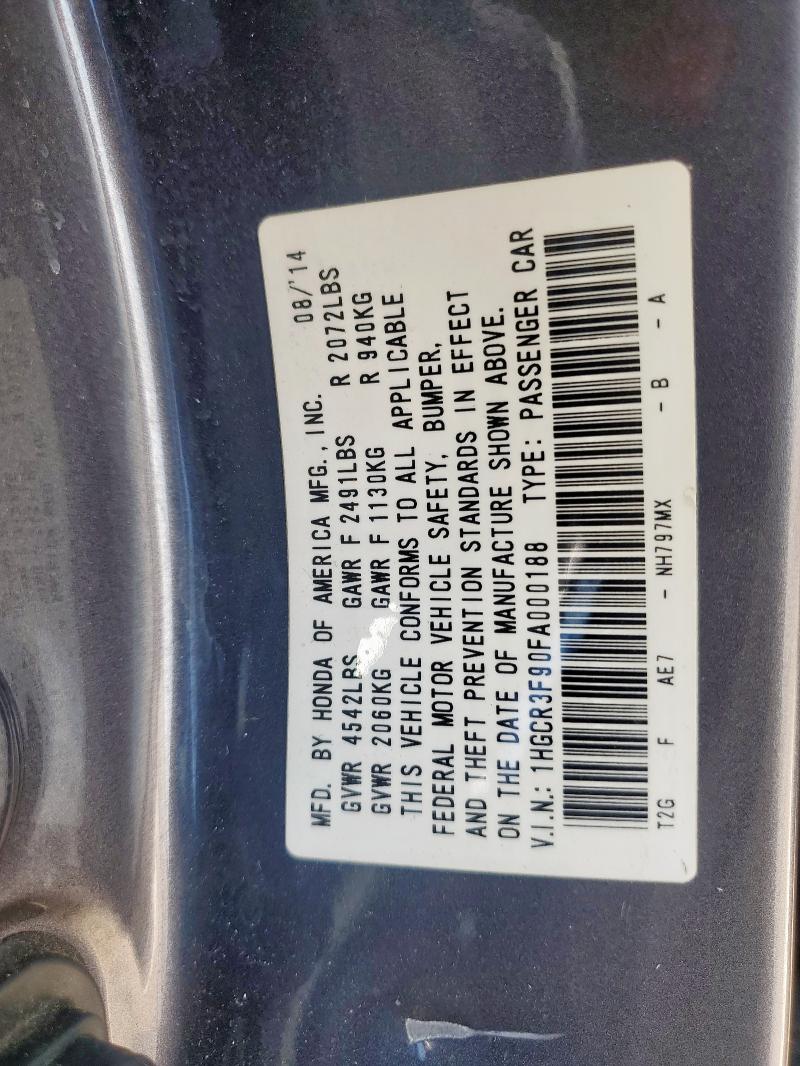 MFD. BY HONDA OF AMERICA MFG., INC. 08/'14
GVWR 4542LBS GAWR F 2491LBS R 2072LBS
GVWR 2060KG GAWR F 1130KG R 940KG
THIS VEHICLE CONFORMS TO ALL APPLICABLE
FEDERAL MOTOR VEHICLE SAFETY, BUMPER,
AND THEFT PREVENTION STANDARDS IN EFFECT
ON THE DATE OF MANUFACTURE SHOWN ABOVE.
V.I.N.: 1HGCR3F90FA000188 TYPE: PASSENGER CAR
T2G F AE7 - NH797MX - B - A